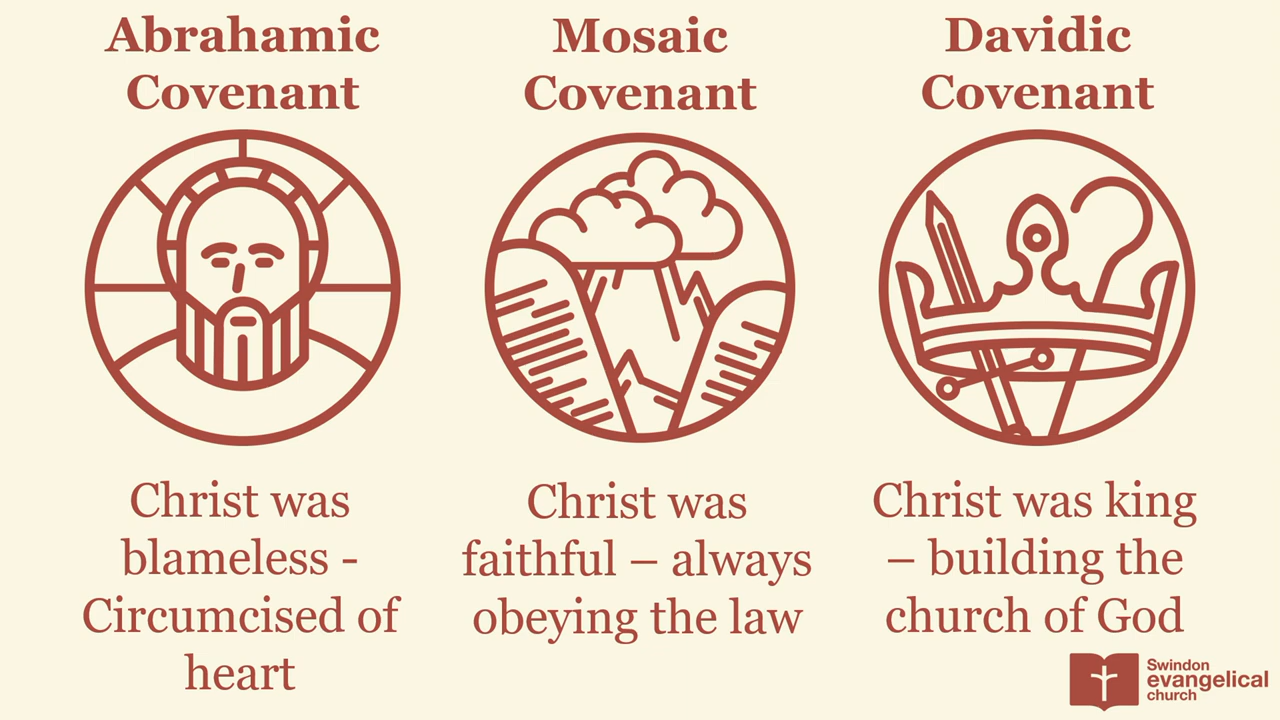 Abrahamic
Covenant
Christ was
blameless -
Circumcised of
heart
Mosaic
Covenant
Christ was
faithful – always
obeying the law
Davidic
Covenant
Christ was king
– building the
church of God
Swindon
evangelical
church